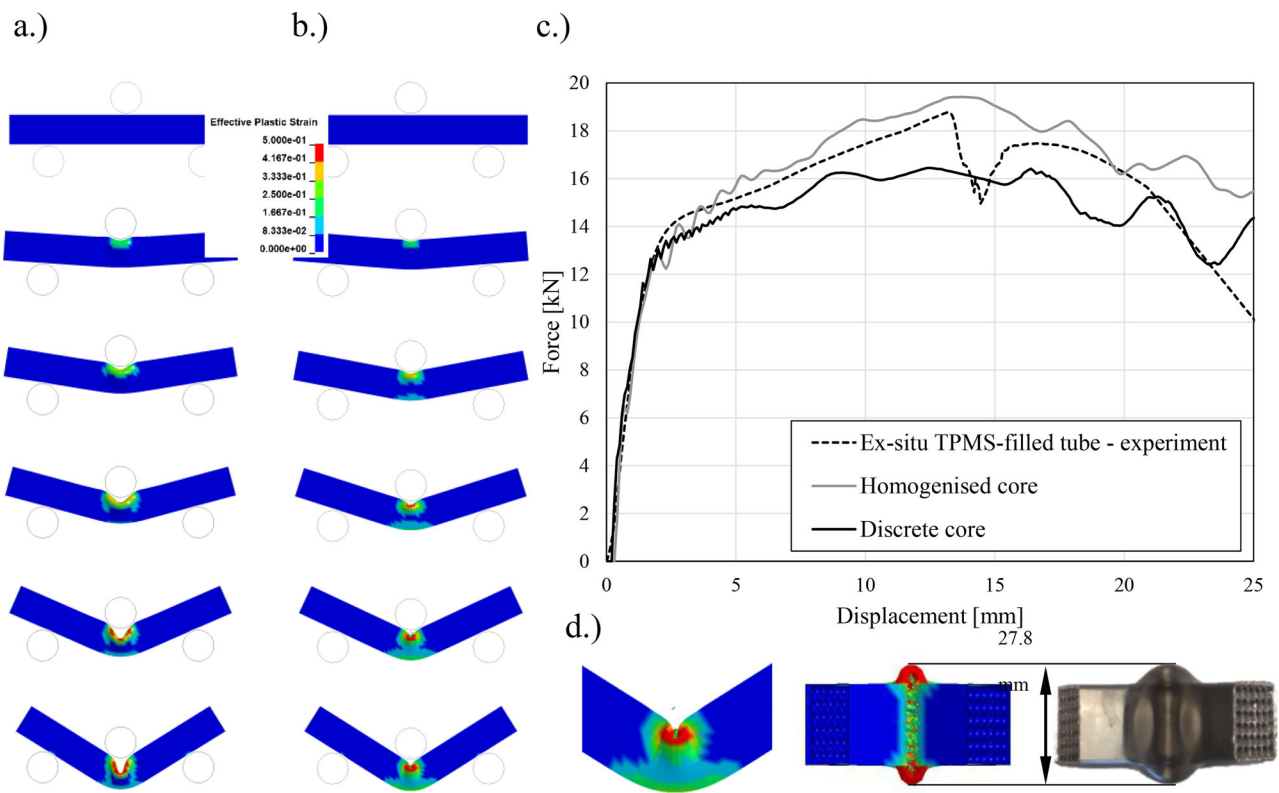 a.)
b.)
c.)
Effective Plastic Strain
5.000e-01
4.167e-01
3.333e-01
2.500e-01
1.667e-01
8.333e-02
0.000e+00
20
18
16
14
12
10
8
6
4
2
0
Force [kN]
Ex-situ TPMS-filled tube - experiment
Homogenised core
Discrete core
0 5 10 15 20 25
Displacement [mm]
d.)
27.8
mm